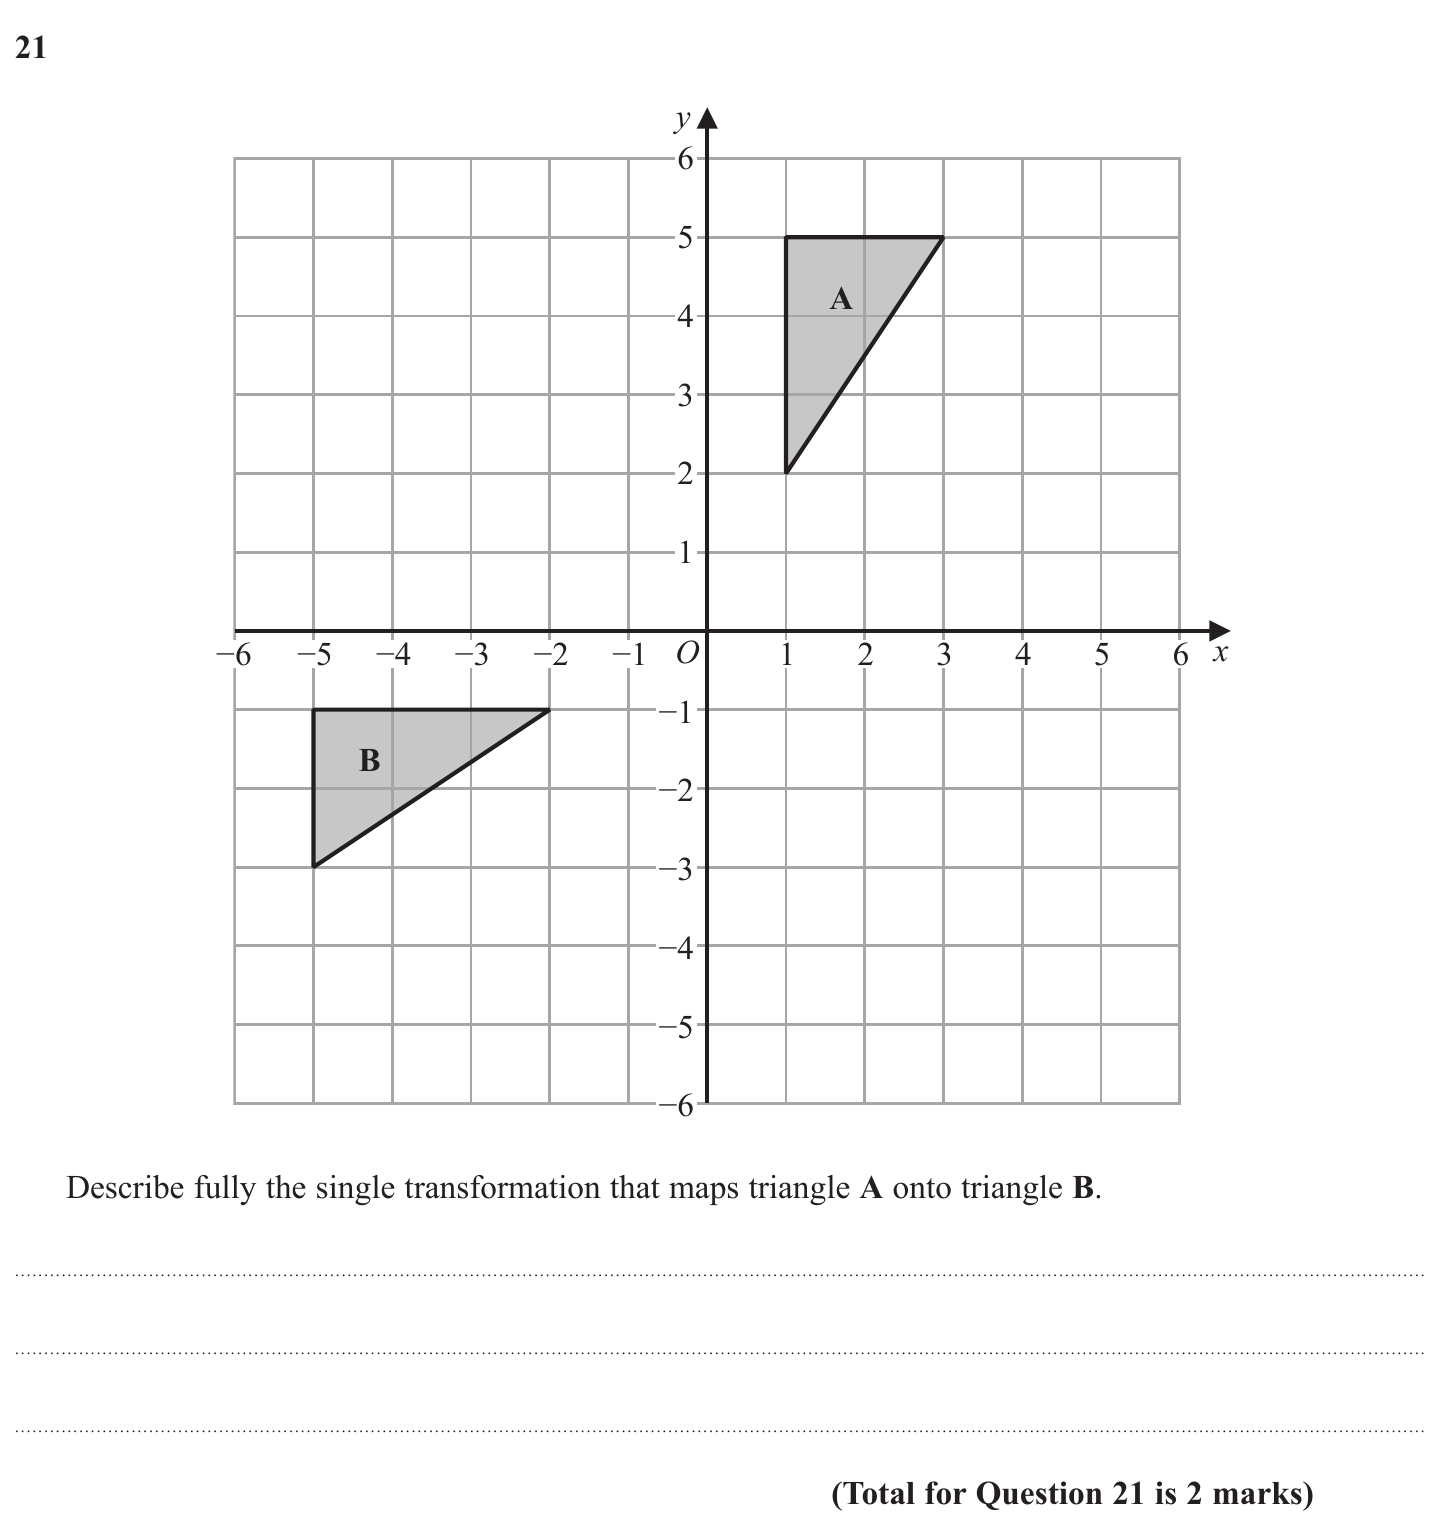 21
y
6
5
A
4
3
2
1
−6 −5 −4 −3 −2 −1 O 1 2 3 4 5 6 x
−1
B
−2
−3
−4
−5
−6
Describe fully the single transformation that maps triangle A onto triangle B.
(Total for Question 21 is 2 marks)